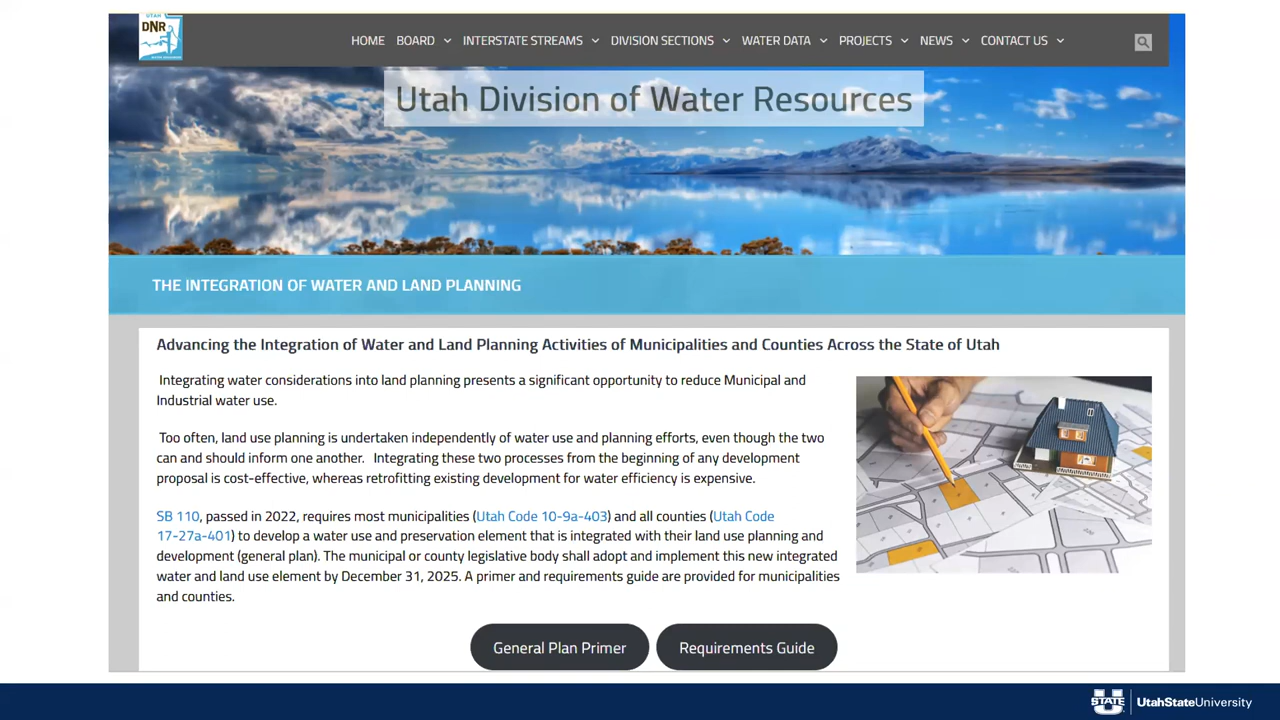 UTAH
DNR
HOME BOARD INTERSTATE STREAMS DIVISION SECTIONS WATER DATA PROJECTS NEWS CONTACT US
Utah Division of Water Resources
THE INTEGRATION OF WATER AND LAND PLANNING
Advancing the Integration of Water and Land Planning Activities of Municipalities and Counties Across the State of Utah
Integrating water considerations into land planning presents a significant opportunity to reduce Municipal and
Industrial water use.
Too often, land use planning is undertaken independently of water use and planning efforts, even though the two
can and should inform one another. Integrating these two processes from the beginning of any development
proposal is cost-effective, whereas retrofitting existing development for water efficiency is expensive.
SB 110, passed in 2022, requires most municipalities (Utah Code 10-9a-403) and all counties (Utah Code
17-27a-401) to develop a water use and preservation element that is integrated with their land use planning and
development (general plan). The municipal or county legislative body shall adopt and implement this new integrated
water and land use element by December 31, 2025. A primer and requirements guide are provided for municipalities
and counties.
General Plan Primer Requirements Guide
STATE UtahStateUniversity